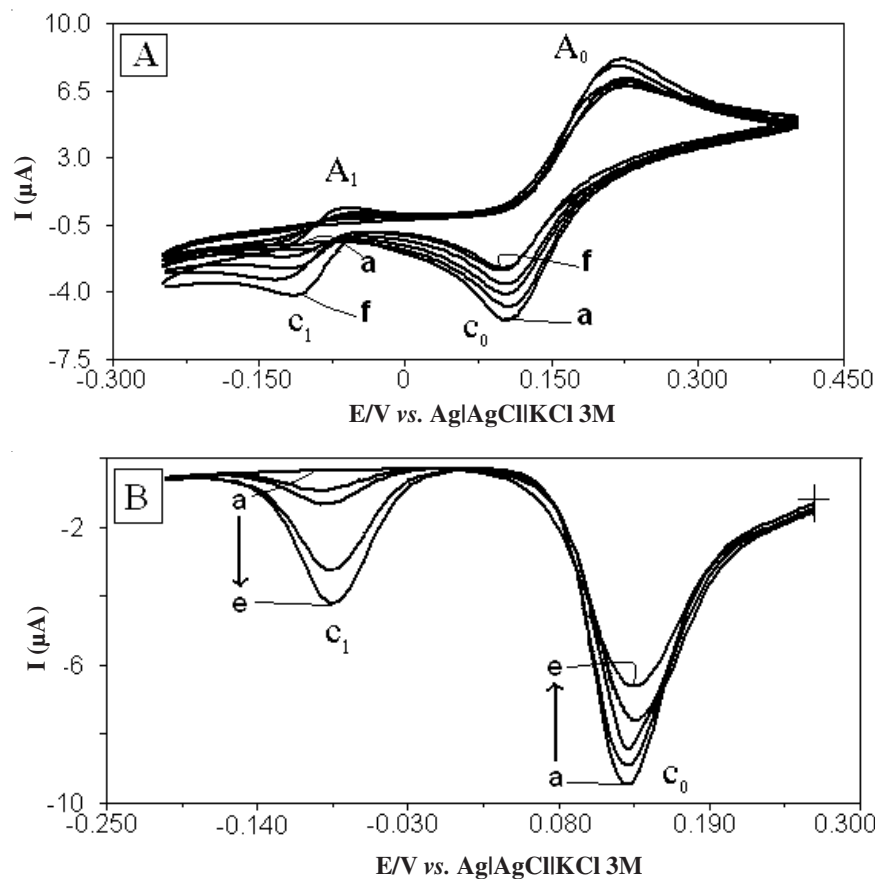 A
A₀
A₁
a
f
f
a
c₁
c₀
I (µA)
10.0
6.5
3.0
-0.5
-4.0
-7.5
-0.300
-0.150
0
0.150
0.300
0.450
E/V vs. Ag|AgCl||KCl 3M
B
a
e
c₁
e
a
c₀
I (µA)
-2
-6
-10
-0.250
-0.140
-0.030
0.080
0.190
0.300
E/V vs. Ag|AgCl||KCl 3M